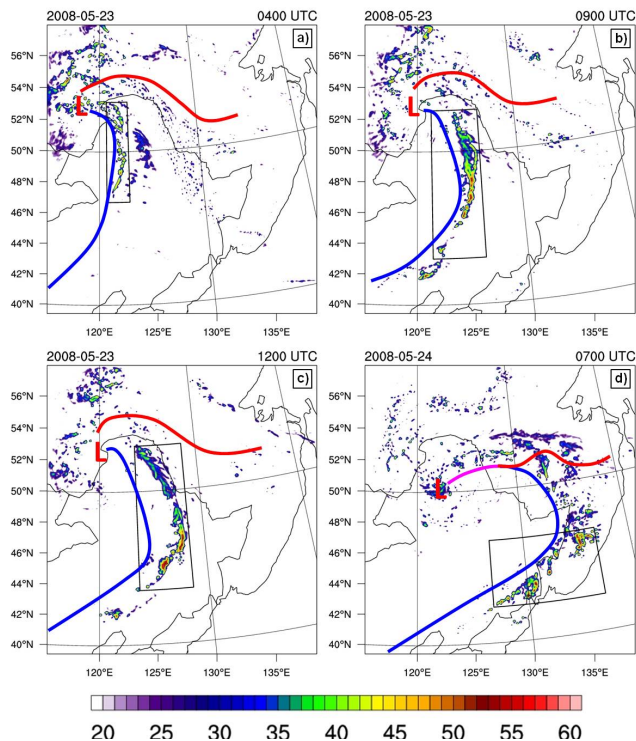 2008-05-23 0400 UTC
a)
56°N
54°N
52°N
50°N
48°N
46°N
44°N
42°N
40°N
L
120°E 125°E 130°E 135°E
2008-05-23 0900 UTC
b)
56°N
54°N
52°N
50°N
48°N
46°N
44°N
42°N
40°N
L
120°E 125°E 130°E 135°E
2008-05-23 1200 UTC
c)
56°N
54°N
52°N
50°N
48°N
46°N
44°N
42°N
40°N
L
120°E 125°E 130°E 135°E
2008-05-24 0700 UTC
d)
56°N
54°N
52°N
50°N
48°N
46°N
44°N
42°N
40°N
L
120°E 125°E 130°E 135°E
20 25 30 35 40 45 50 55 60